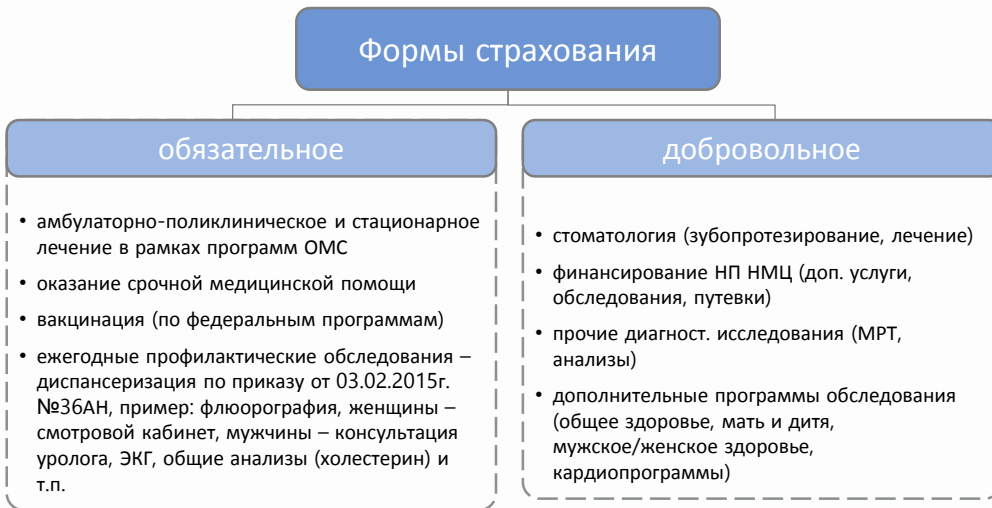 Формы страхования
обязательное
• амбулаторно-поликлиническое и стационарное
лечение в рамках программ ОМС
• оказание срочной медицинской помощи
• вакцинация (по федеральным программам)
• ежегодные профилактические обследования –
диспансеризация по приказу от 03.02.2015г.
№36АН, пример: флюорография, женщины –
смотровой кабинет, мужчины – консультация
уролога, ЭКГ, общие анализы (холестерин) и
т.п.
добровольное
• стоматология (зубопротезирование, лечение)
• финансирование НП НМЦ (доп. услуги,
обследования, путевки)
• прочие диагност. исследования (МРТ,
анализы)
• дополнительные программы обследования
(общее здоровье, мать и дитя,
мужское/женское здоровье,
кардиопрограммы)